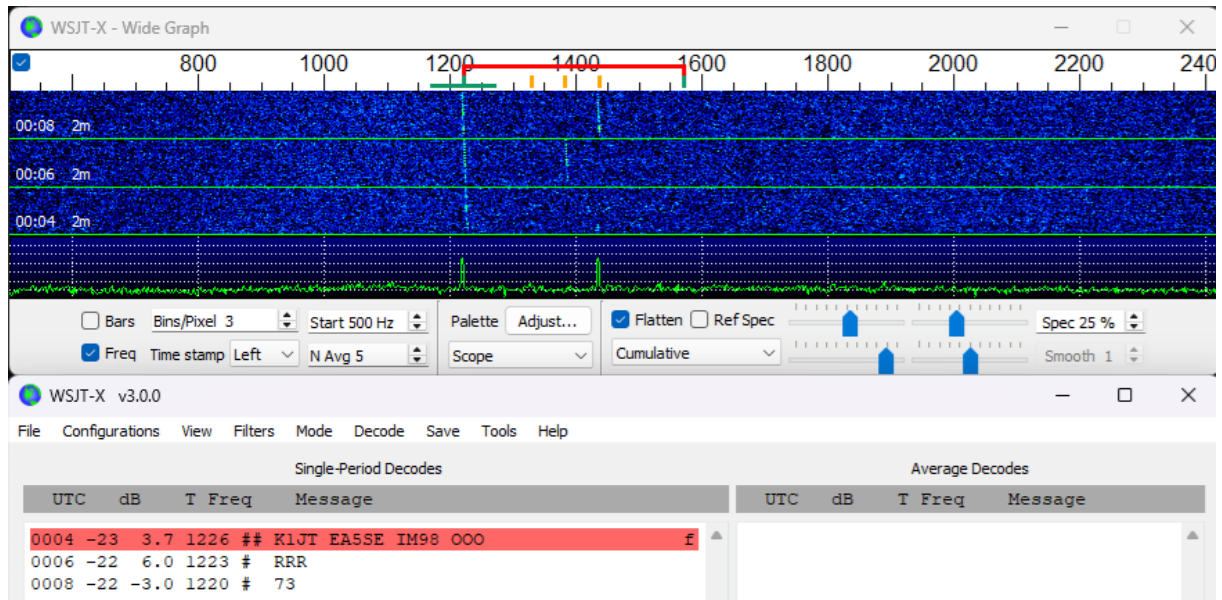 WSJT-X - Wide Graph
800 1000 1200 1400 1600 1800 2000 2200 240
00:08 2m
00:06 2m
00:04 2m
Bars Bins/Pixel 3 Start 500 Hz Palette Adjust... Flatten Ref Spec Spec 25 %
Freq Time stamp Left N Avg 5 Scope Cumulative Smooth 1
WSJT-X v3.0.0
File Configurations View Filters Mode Decode Save Tools Help
Single-Period Decodes Average Decodes
UTC dB T Freq Message UTC dB T Freq Message
0004 -23 3.7 1226 ## K1JT EA5SE IM98 OOO f
0006 -22 6.0 1223 # RRR
0008 -22 -3.0 1220 # 73